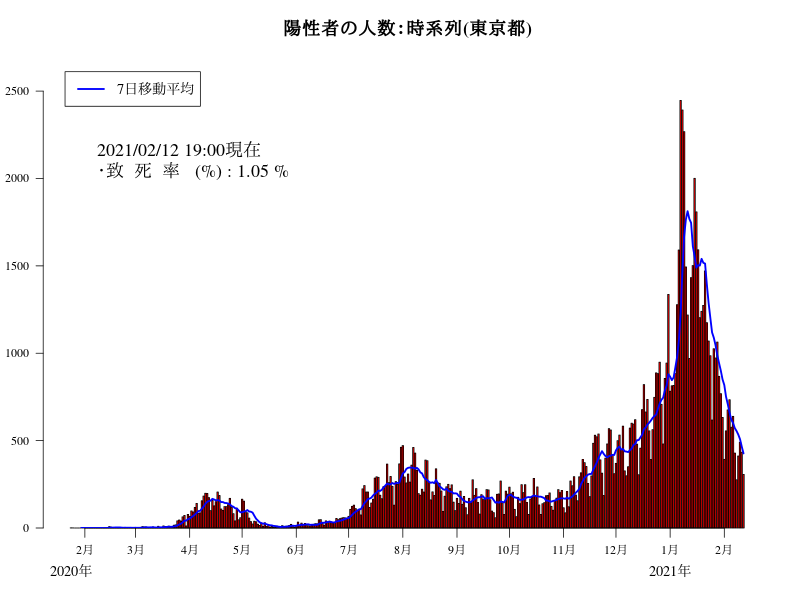 陽性者の人数：時系列(東京都)
7日移動平均
2021/02/12 19:00現在
・致 死 率 (%) : 1.05 %
2500
2000
1500
1000
500
0
2月 3月 4月 5月 6月 7月 8月 9月 10月 11月 12月 1月 2月
2020年 2021年